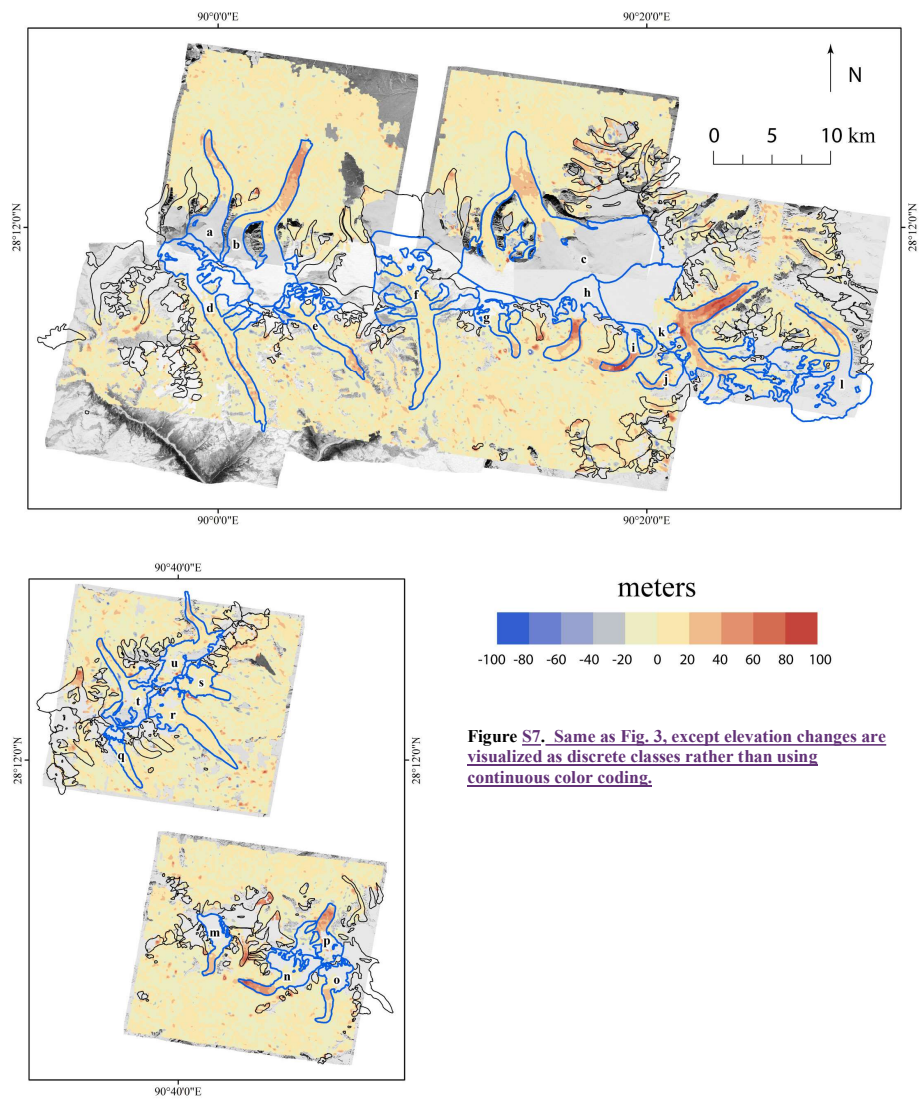 90°0'0"E
90°20'0"E
N
0
5
10 km
28°12'0"N
28°12'0"N
a
b
c
d
e
f
g
h
i
j
k
l
90°0'0"E
90°20'0"E
90°40'0"E
u
s
t
r
q
28°12'0"N
m
p
n
o
90°40'0"E
meters
-100 -80 -60 -40 -20 0 20 40 60 80 100
Figure S7. Same as Fig. 3, except elevation changes are
visualized as discrete classes rather than using
continuous color coding.